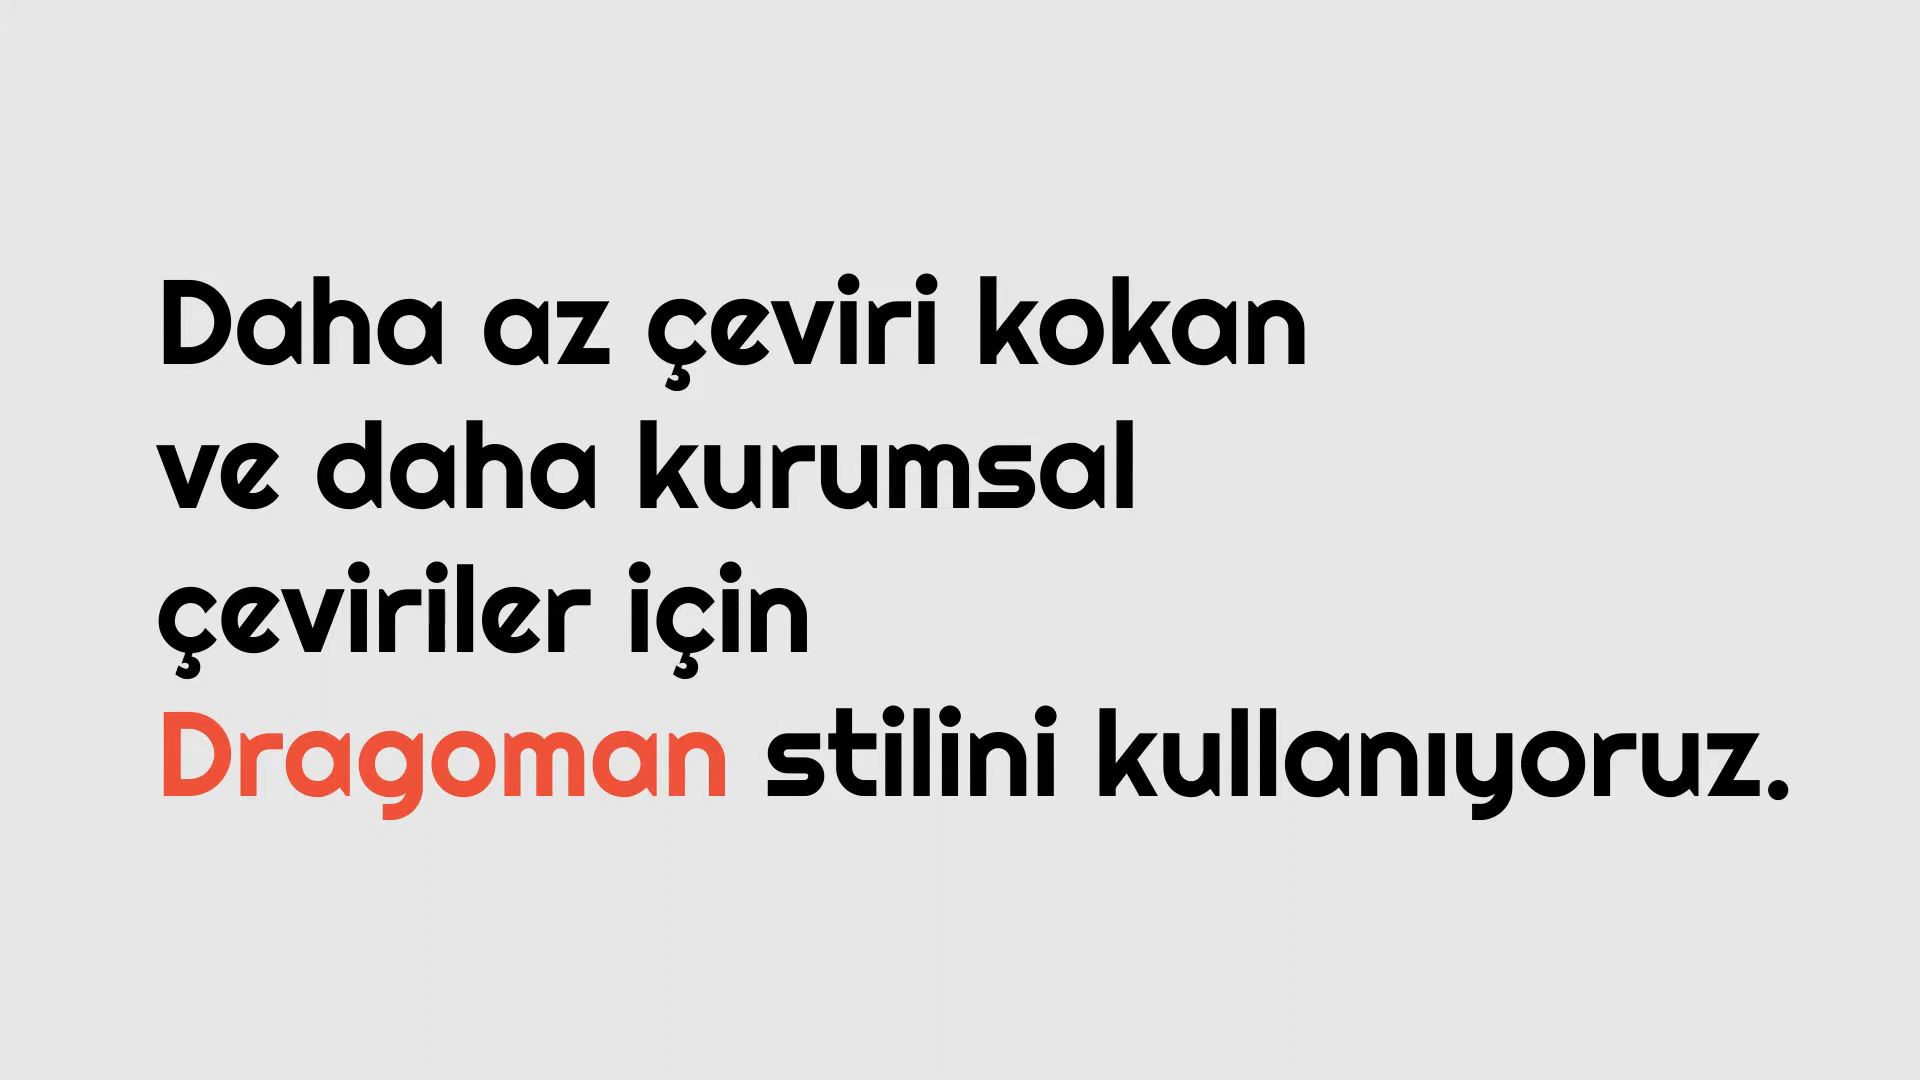 Daha az çeviri kokan
ve daha kurumsal
çeviriler için
Dragoman stilini kullanıyoruz.